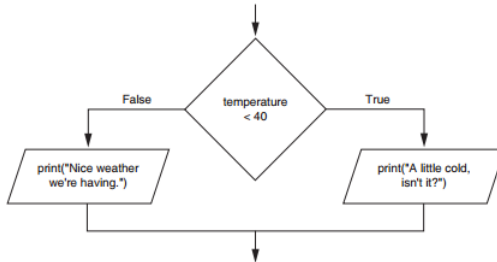 False
temperature
< 40
True
print("Nice weather
we're having.")
print("A little cold,
isn't it?")